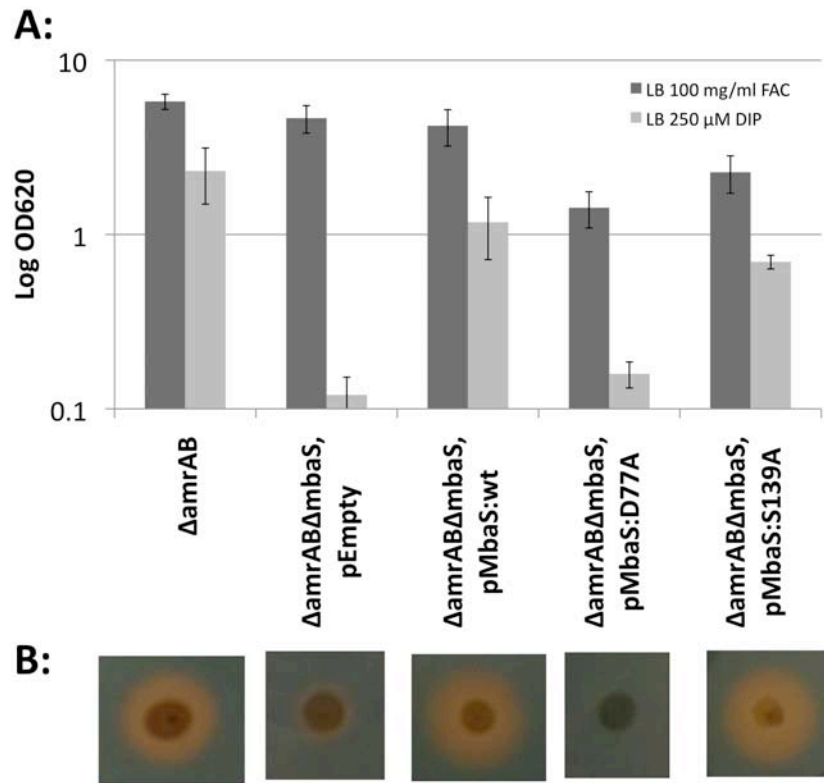 A:
10
LB 100 mg/ml FAC
LB 250 µM DIP
1
0.1
Log OD620
ΔamrAB
ΔamrABΔmbaS,
pEmpty
ΔamrABΔmbaS,
pMbaS:wt
ΔamrABΔmbaS,
pMbaS:D77A
ΔamrABΔmbaS,
pMbaS:S139A
B: